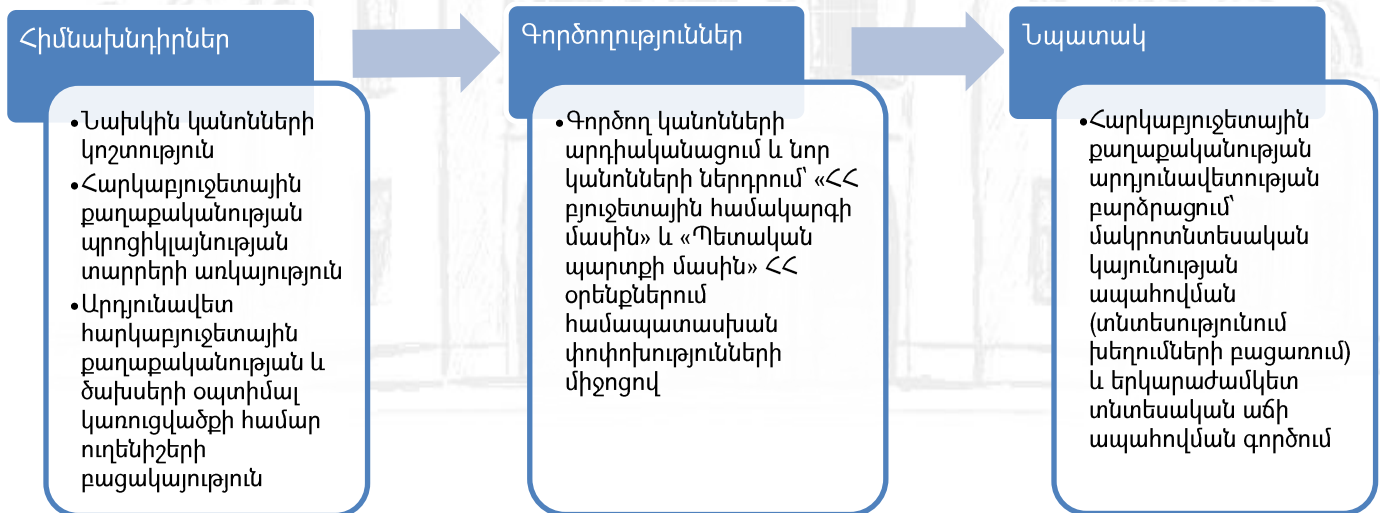 Հիմնախնդիրներ
•Նախկին կանոնների
կոշտություն
•Հարկաբյուջետային
քաղաքականության
պրոցիկլայնության
տարրերի առկայություն
•Արդյունավետ
հարկաբյուջետային
քաղաքականության և
ծախսերի օպտիմալ
կառուցվածքի համար
ուղենիշերի
բացակայություն
Գործողություններ
•Գործող կանոնների
արդիականացում և նոր
կանոնների ներդրում՝ «ՀՀ
բյուջետային համակարգի
մասին» և «Պետական
պարտքի մասին» ՀՀ
օրենքներում
համապատասխան
փոփոխությունների
միջոցով
Նպատակ
•Հարկաբյուջետային
քաղաքականության
արդյունավետության
բարձրացում՝
մակրոտնտեսական
կայունության
ապահովման
(տնտեսությունում
խեղումների բացառում)
և երկարաժամկետ
տնտեսական աճի
ապահովման գործում